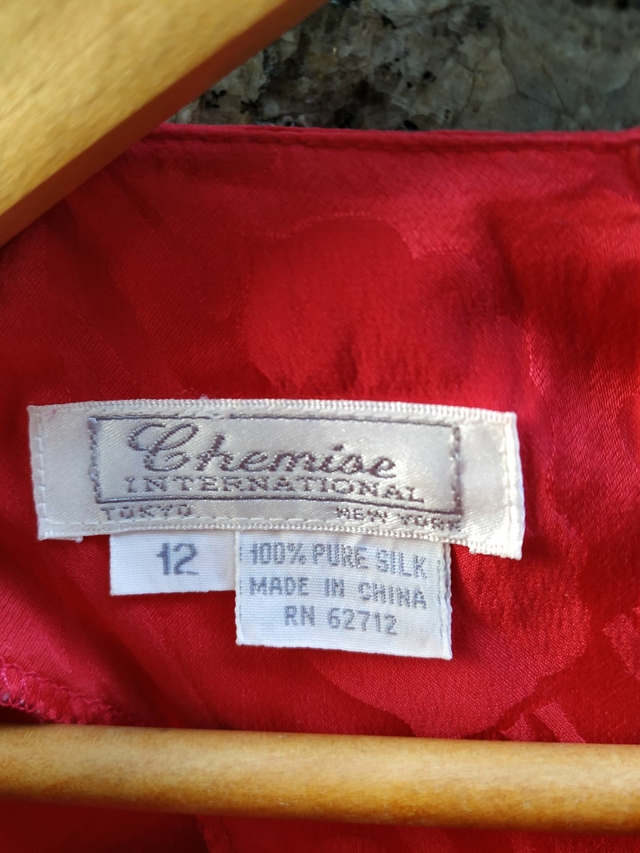 Chemise
INTERNATIONAL
TOKYO NEW YORK
12
100% PURE SILK
MADE IN CHINA
RN 62712